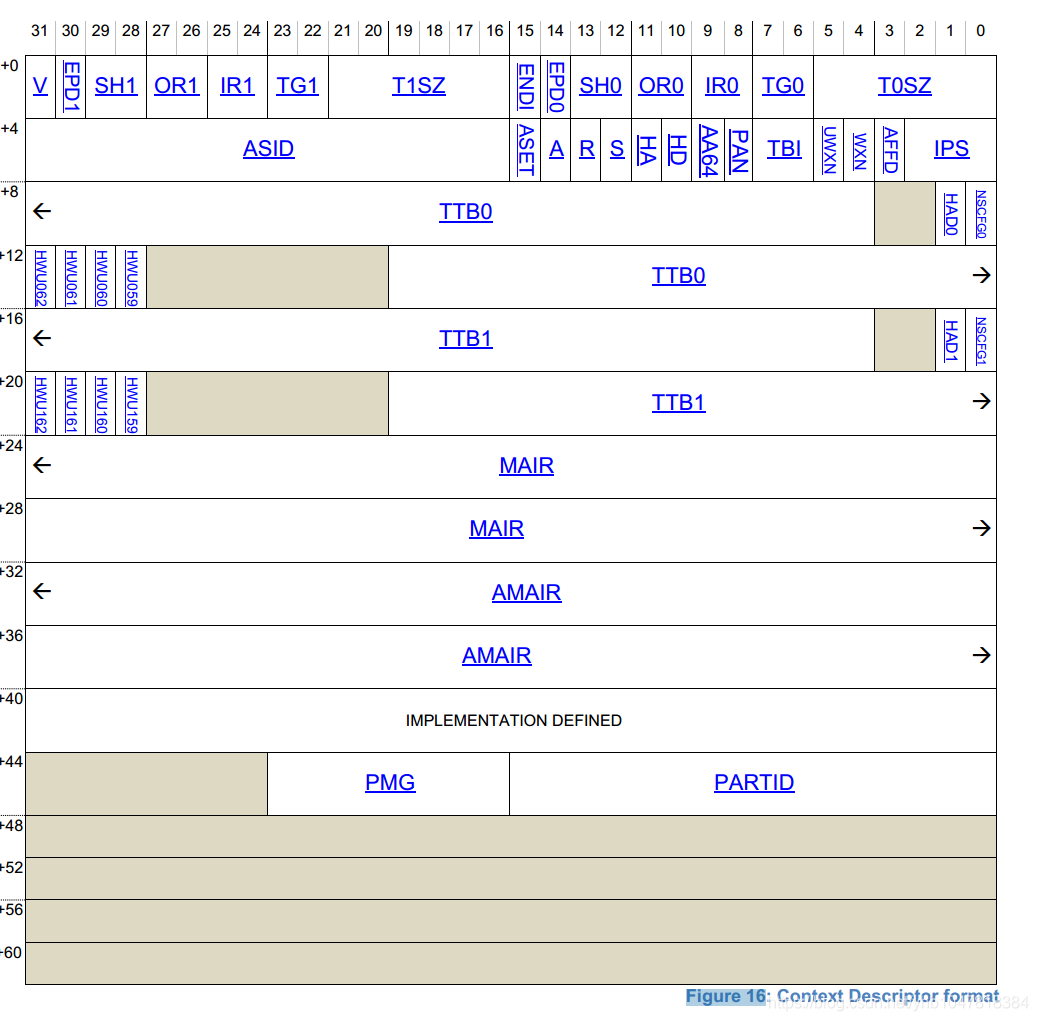 31 30 29 28 27 26 25 24 23 22 21 20 19 18 17 16 15 14 13 12 11 10 9 8 7 6 5 4 3 2 1 0
+0 V EPD1 SH1 OR1 IR1 TG1 T1SZ ENDI EPD0 SH0 OR0 IR0 TG0 T0SZ
+4 ASID ASET A R S HA HD AA64 PAN TBI UWXN WXN AFFD IPS
+8 ← TTB0 HAD0 NSCFG0
+12 HWU062 HWU061 HWU060 HWU059 TTB0 →
+16 ← TTB1 HAD1 NSCFG1
+20 HWU162 HWU161 HWU160 HWU159 TTB1 →
+24 ← MAIR
+28 MAIR →
+32 ← AMAIR
+36 AMAIR →
+40 IMPLEMENTATION DEFINED
+44 PMG PARTID
+48
+52
+56
+60
Figure 16: Context Descriptor format